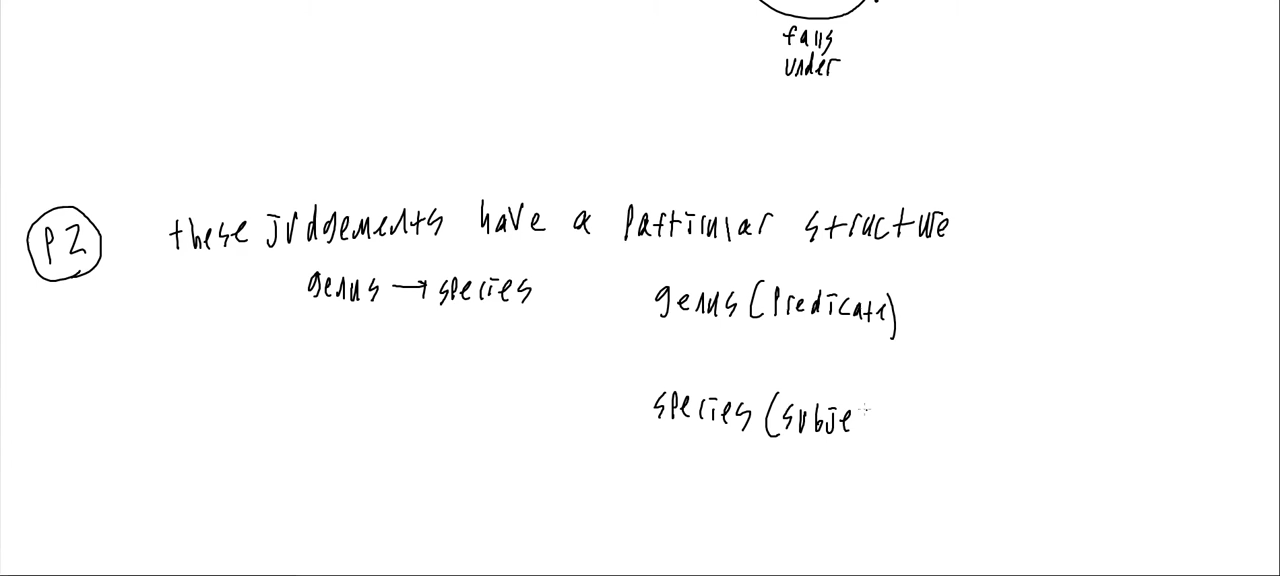 falls
under
P2
these judgements have a particular structure
genus → species
genus (predicate)
species (subje